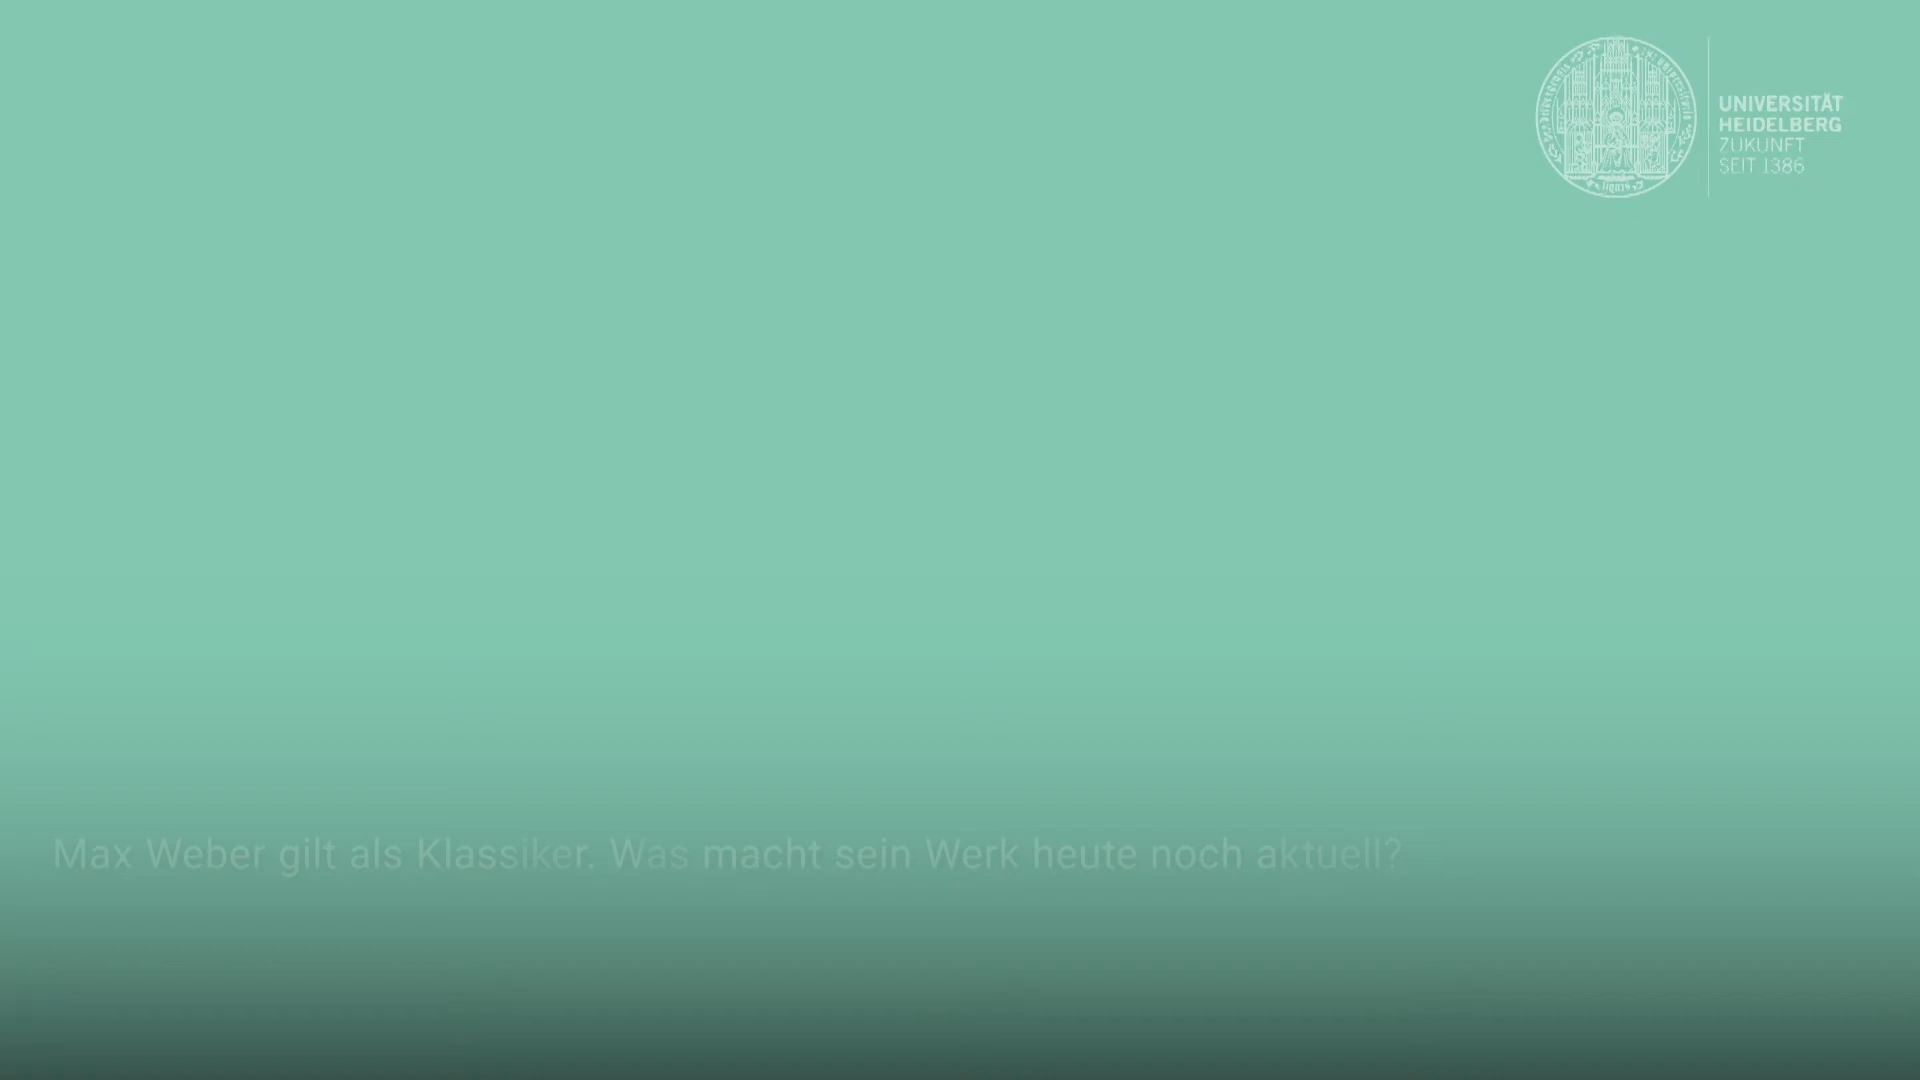 UNIVERSITÄT
HEIDELBERG
ZUKUNFT
SEIT 1386
Max Weber gilt als Klassiker. Was macht sein Werk heute noch aktuell?